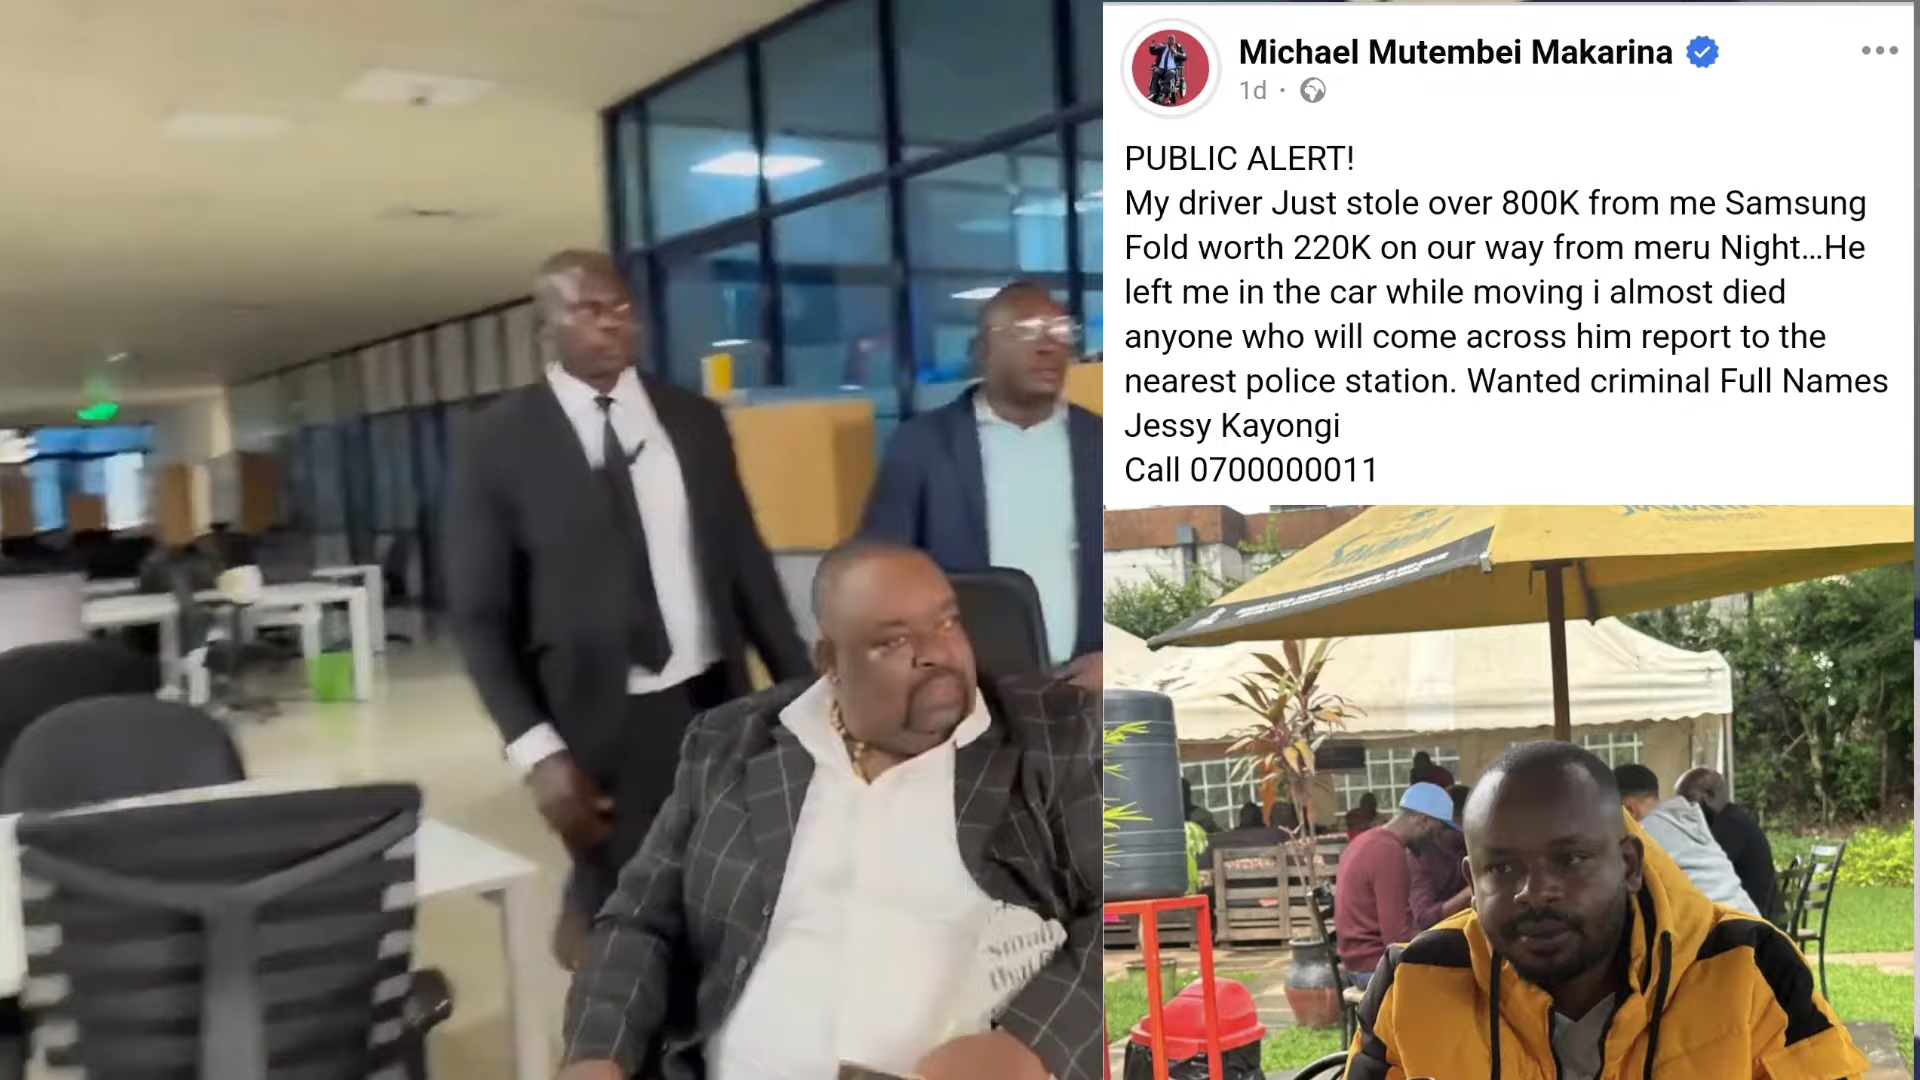 Michael Mutembei Makarina
1d ·
PUBLIC ALERT!
My driver Just stole over 800K from me Samsung
Fold worth 220K on our way from meru Night...He
left me in the car while moving i almost died
anyone who will come across him report to the
nearest police station. Wanted criminal Full Names
Jessy Kayongi
Call 0700000011
small